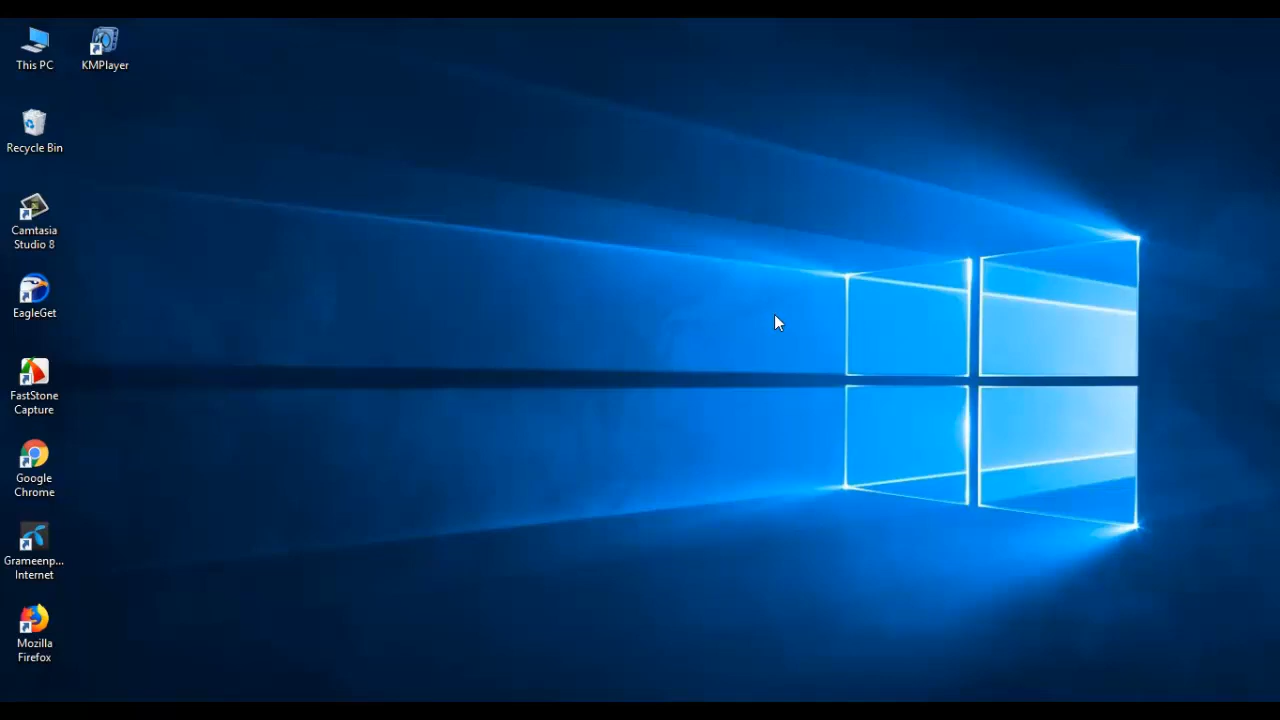 This PC
KMPlayer
Recycle Bin
Camtasia
Studio 8
EagleGet
FastStone
Capture
Google
Chrome
Grameenp...
Internet
Mozilla
Firefox